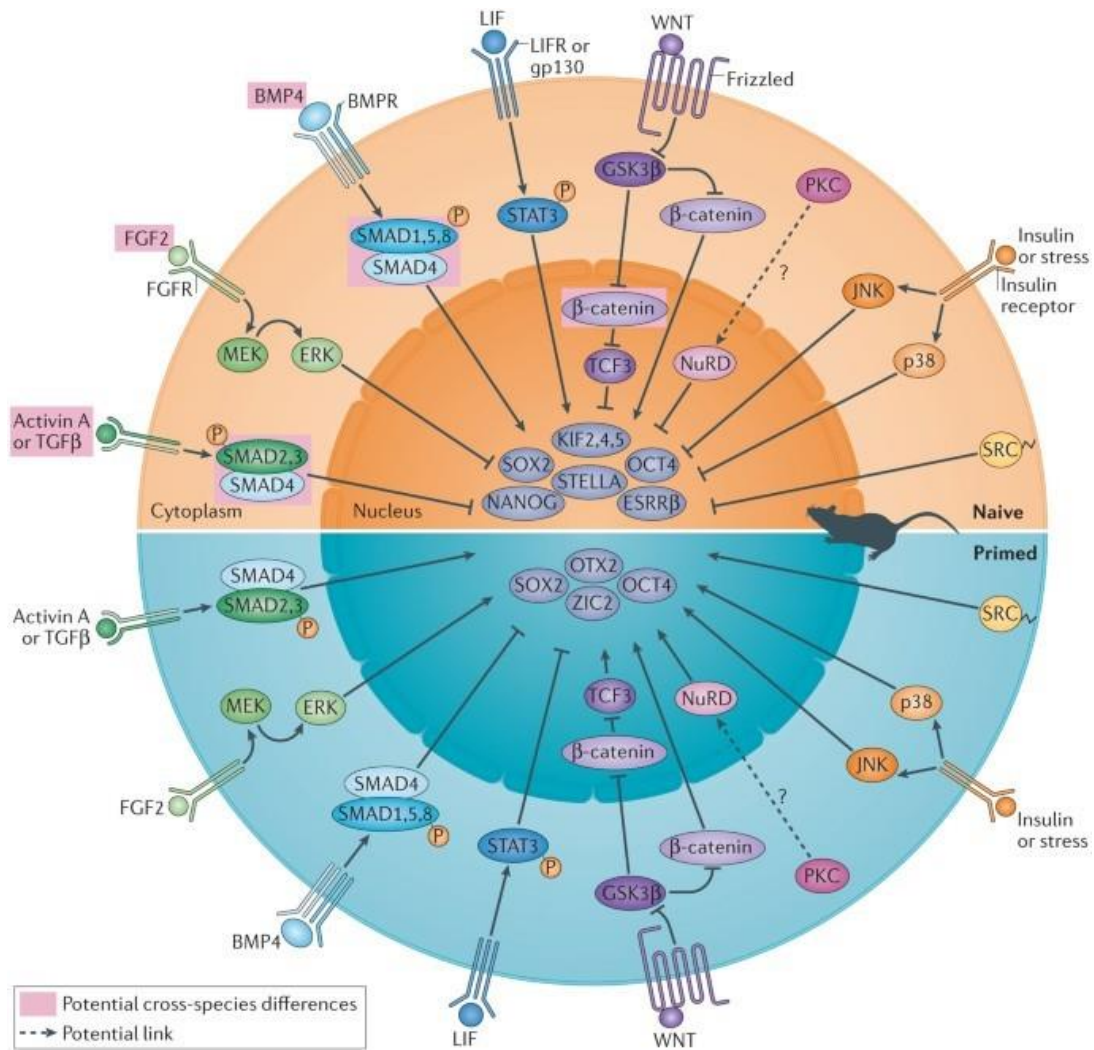 LIF
LIFR or
gp130
WNT
Frizzled
BMP4
BMPR
GSK3β
PKC
P
STAT3
β-catenin
P
SMAD1,5,8
SMAD4
FGF2
FGFR
Insulin
or stress
Insulin
receptor
JNK
?
β-catenin
MEK
ERK
TCF3
NuRD
p38
Activin A
or TGFβ
P
SMAD2,3
SMAD4
KIF2,4,5
SOX2
OCT4
STELLA
NANOG
ESRRβ
SRC
Cytoplasm
Nucleus
Naive
Primed
SMAD4
SMAD2,3
P
Activin A
or TGFβ
OTX2
SOX2
OCT4
ZIC2
SRC
MEK
ERK
TCF3
NuRD
p38
β-catenin
JNK
FGF2
SMAD4
SMAD1,5,8
P
?
Insulin
or stress
STAT3
P
β-catenin
GSK3β
PKC
BMP4
LIF
WNT
Potential cross-species differences
Potential link